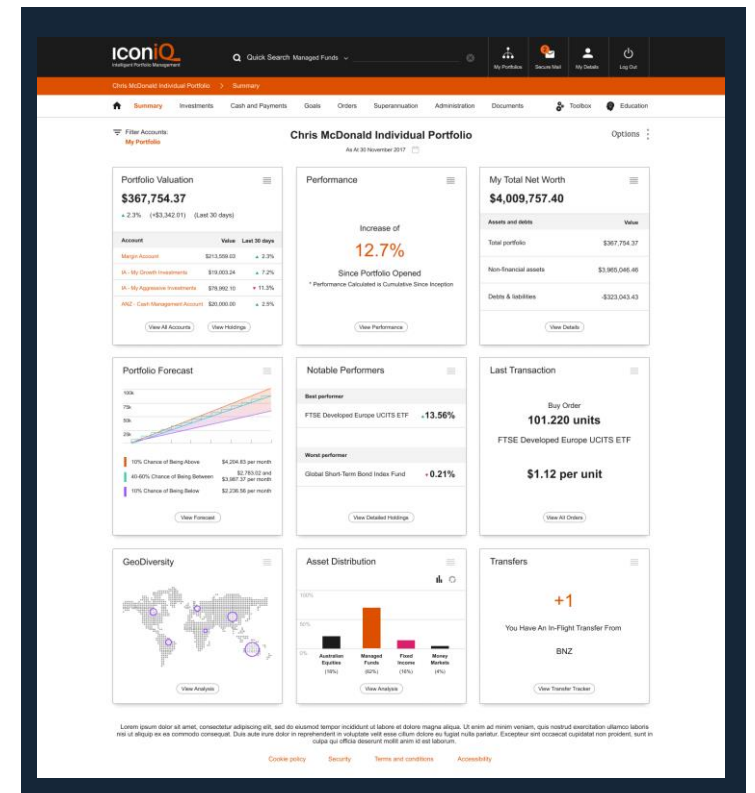 ICONIQ
Intelligent Portfolio Management
Quick Search Managed Funds
My Portfolios
Secure Mail
My Details
Log Out
Chris McDonald Individual Portfolio > Summary
Summary Investments Cash and Payments Goals Orders Superannuation Administration Documents Toolbox Education
Filter Accounts:
My Portfolio
Chris McDonald Individual Portfolio
As At 30 November 2017
Options
Portfolio Valuation
$367,754.37
2.3% (+$3,342.01) (Last 30 days)
Account Value Last 30 days
Margin Account $213,559.03 2.3%
IA - My Growth Investments $19,003.24 7.2%
IA - My Aggressive Investments $79,992.10 11.3%
ANZ - Cash Management Account $20,000.00 2.5%
View All Accounts View Holdings
Performance
Increase of
12.7%
Since Portfolio Opened
* Performance Calculated is Cumulative Since Inception
View Performance
My Total Net Worth
$4,009,757.40
Assets and debts Value
Total portfolio $367,754.37
Non-financial assets $3,965,046.46
Debts & liabilities -$323,043.43
View Details
Portfolio Forecast
100k
75k
50k
25k
10% Chance of Being Above $4,204.83 per month
40-60% Chance of Being Between $2,783.02 and
$3,987.37 per month
10% Chance of Being Below $2,236.56 per month
View Forecast
Notable Performers
Best performer
FTSE Developed Europe UCITS ETF 13.56%
Worst performer
Global Short-Term Bond Index Fund 0.21%
View Detailed Holdings
Last Transaction
Buy Order
101.220 units
FTSE Developed Europe UCITS ETF
$1.12 per unit
View All Orders
GeoDiversity
View Analysis
Asset Distribution
100%
50%
0%
Australian
Equities
(18%)
Managed
Funds
(62%)
Fixed
Income
(16%)
Money
Markets
(4%)
View Analysis
Transfers
+1
You Have An In-Flight Transfer From
BNZ
View Transfer Tracker
Lorem ipsum dolor sit amet, consectetur adipiscing elit, sed do eiusmod tempor incididunt ut labore et dolore magna aliqua. Ut enim ad minim veniam, quis nostrud exercitation ullamco laboris
nisi ut aliquip ex ea commodo consequat. Duis aute irure dolor in reprehenderit in voluptate velit esse cillum dolore eu fugiat nulla pariatur. Excepteur sint occaecat cupidatat non proident, sunt in
culpa qui officia deserunt mollit anim id est laborum.
Cookie policy Security Terms and conditions Accessibility